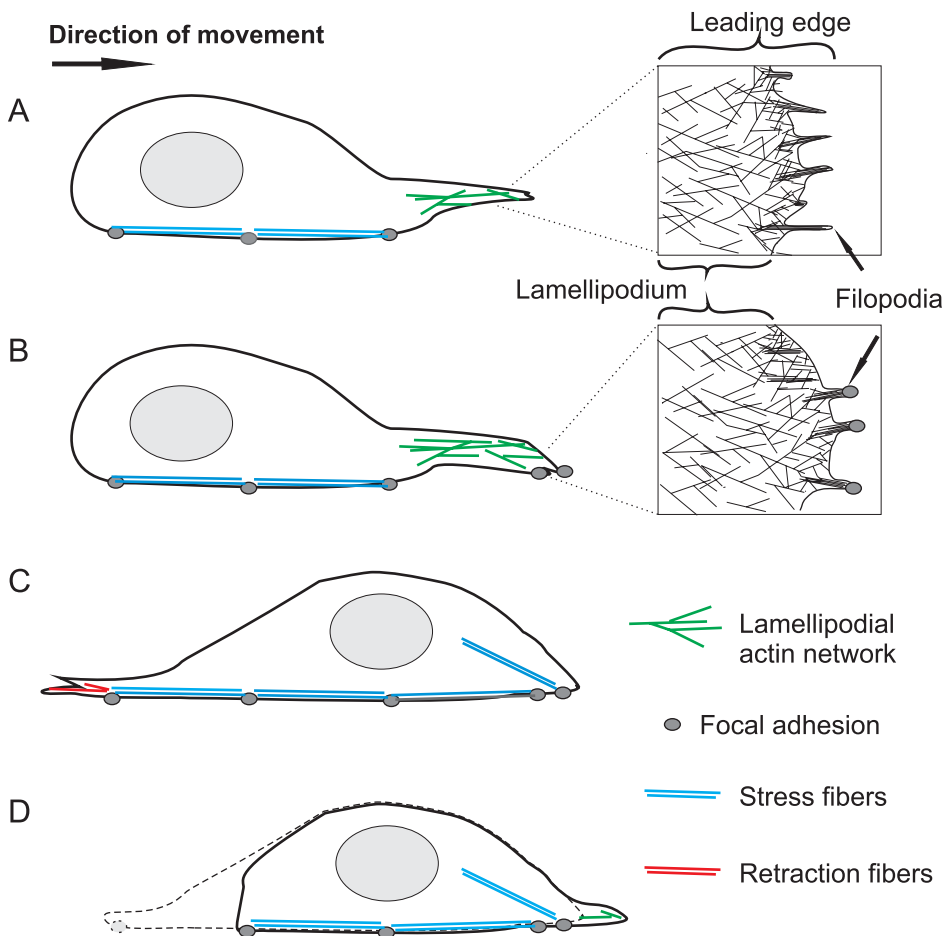 Direction of movement
Leading edge
A
Lamellipodium
Filopodia
B
C
Lamellipodial
actin network
Focal adhesion
D
Stress fibers
Retraction fibers